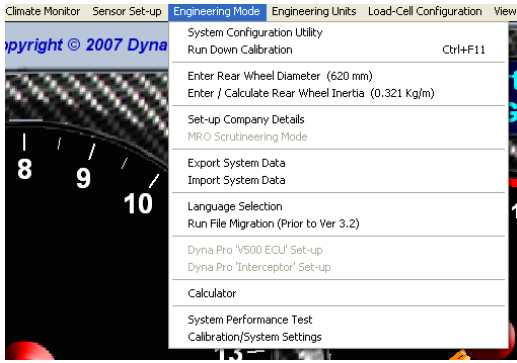 Climate Monitor Sensor Set-up Engineering Mode Engineering Units Load-Cell Configuration View
pyright © 2007 Dyna
System Configuration Utility
Run Down Calibration Ctrl+F11
Enter Rear Wheel Diameter (620 mm)
Enter / Calculate Rear Wheel Inertia (0.321 Kg/m)
Set-up Company Details
MRO Scrutineering Mode
Export System Data
Import System Data
Language Selection
Run File Migration (Prior to Ver 3.2)
Dyna Pro 'V500 ECU' Set-up
Dyna Pro 'Interceptor' Set-up
Calculator
System Performance Test
Calibration/System Settings
8
9
10
13